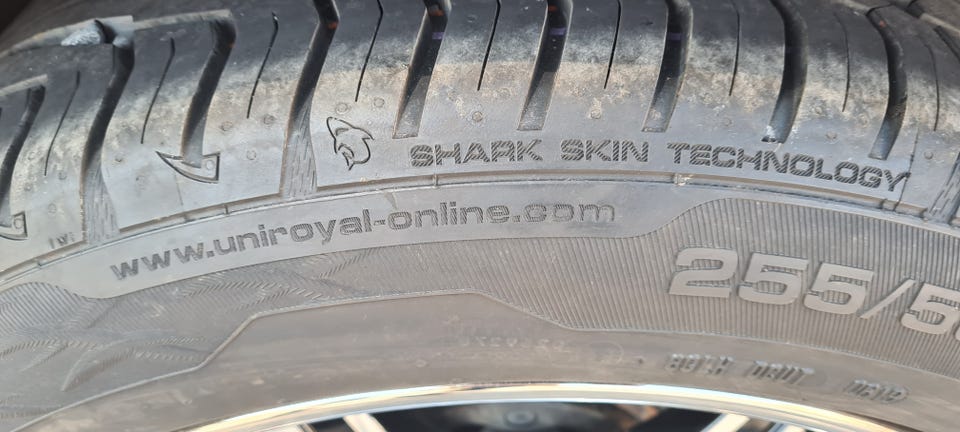 SHARK SKIN TECHNOLOGY
www.uniroyal-online.com
255/5